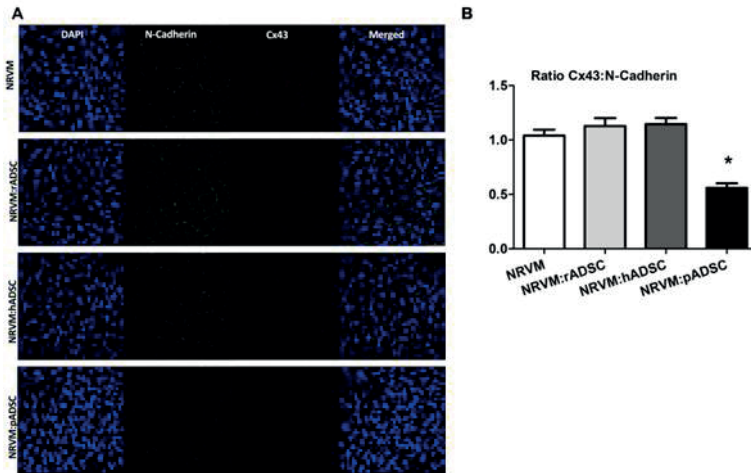 A
DAPI N-Cadherin Cx43 Merged
NRVM
NRVM:rADSC
NRVM:hADSC
NRVM:pADSC
B
Ratio Cx43:N-Cadherin
1.5
1.0
0.5
0.0
*
NRVM
NRVM:rADSC
NRVM:hADSC
NRVM:pADSC